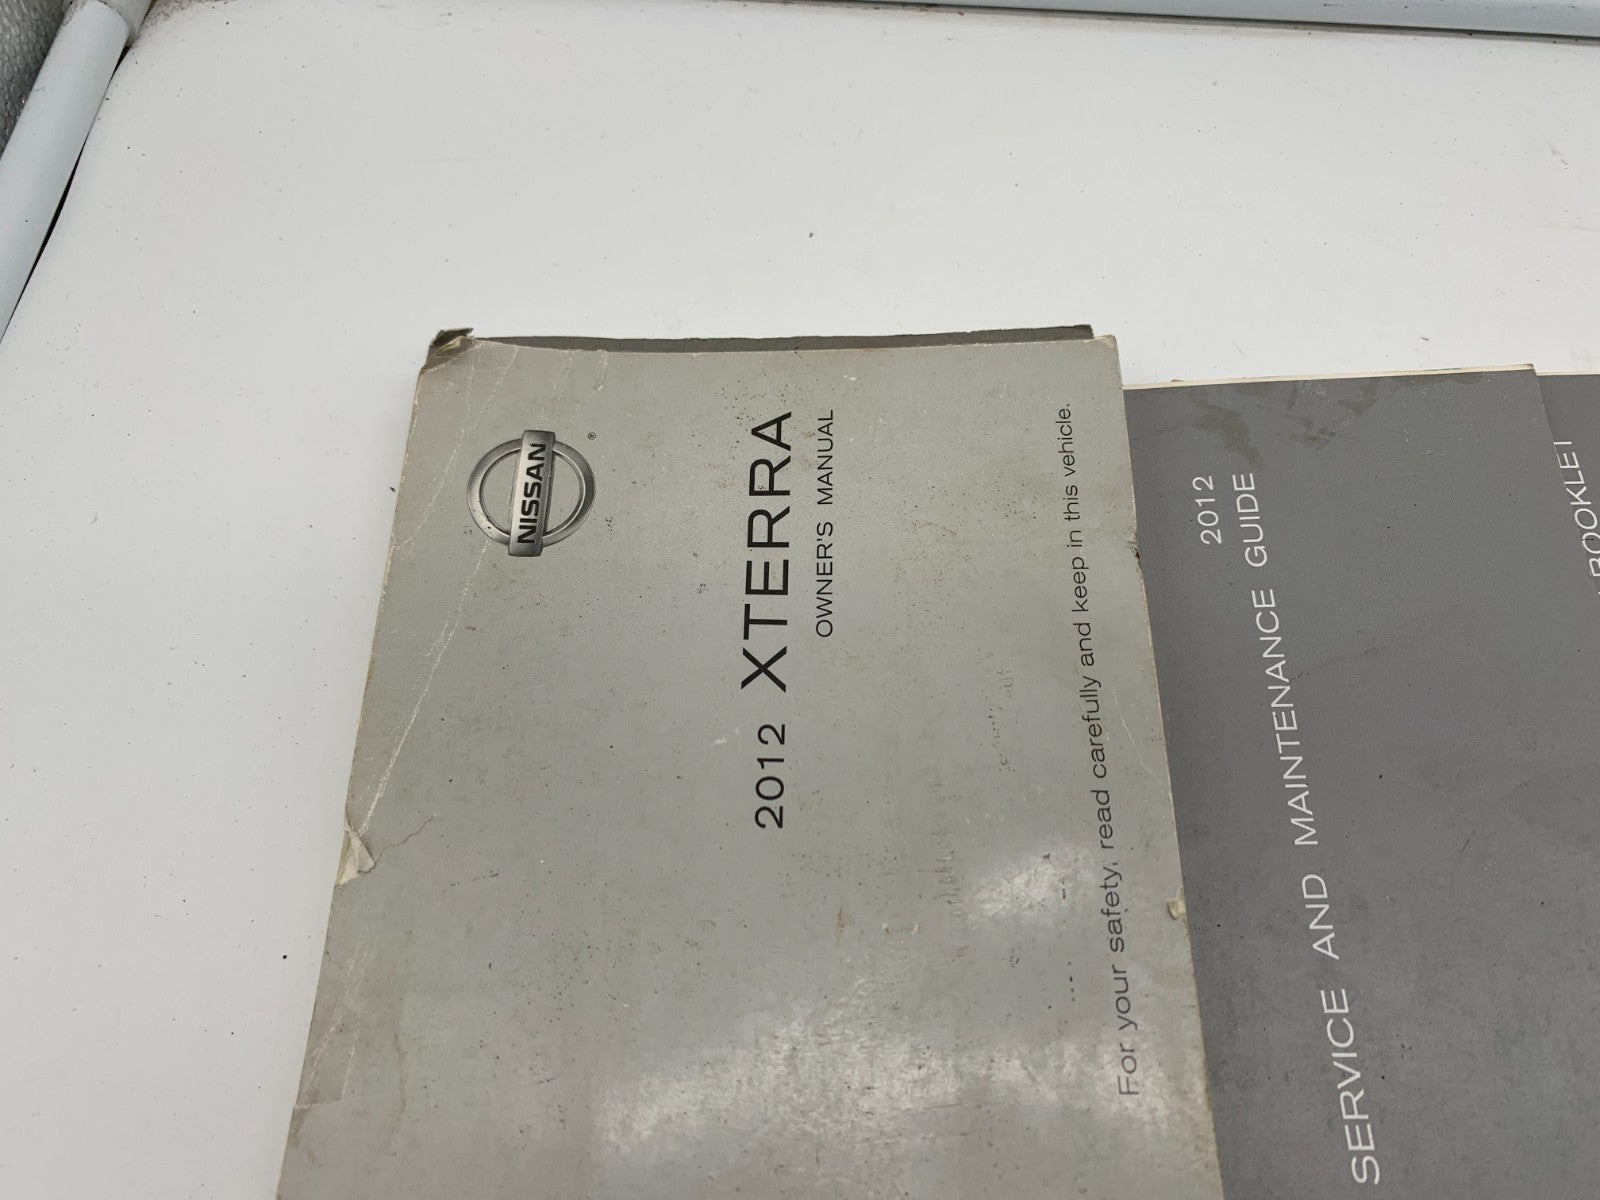 NISSAN
®
2012 XTERRA
OWNER'S MANUAL
For your safety, read carefully and keep in this vehicle.
2012
SERVICE AND MAINTENANCE GUIDE
BOOKLET